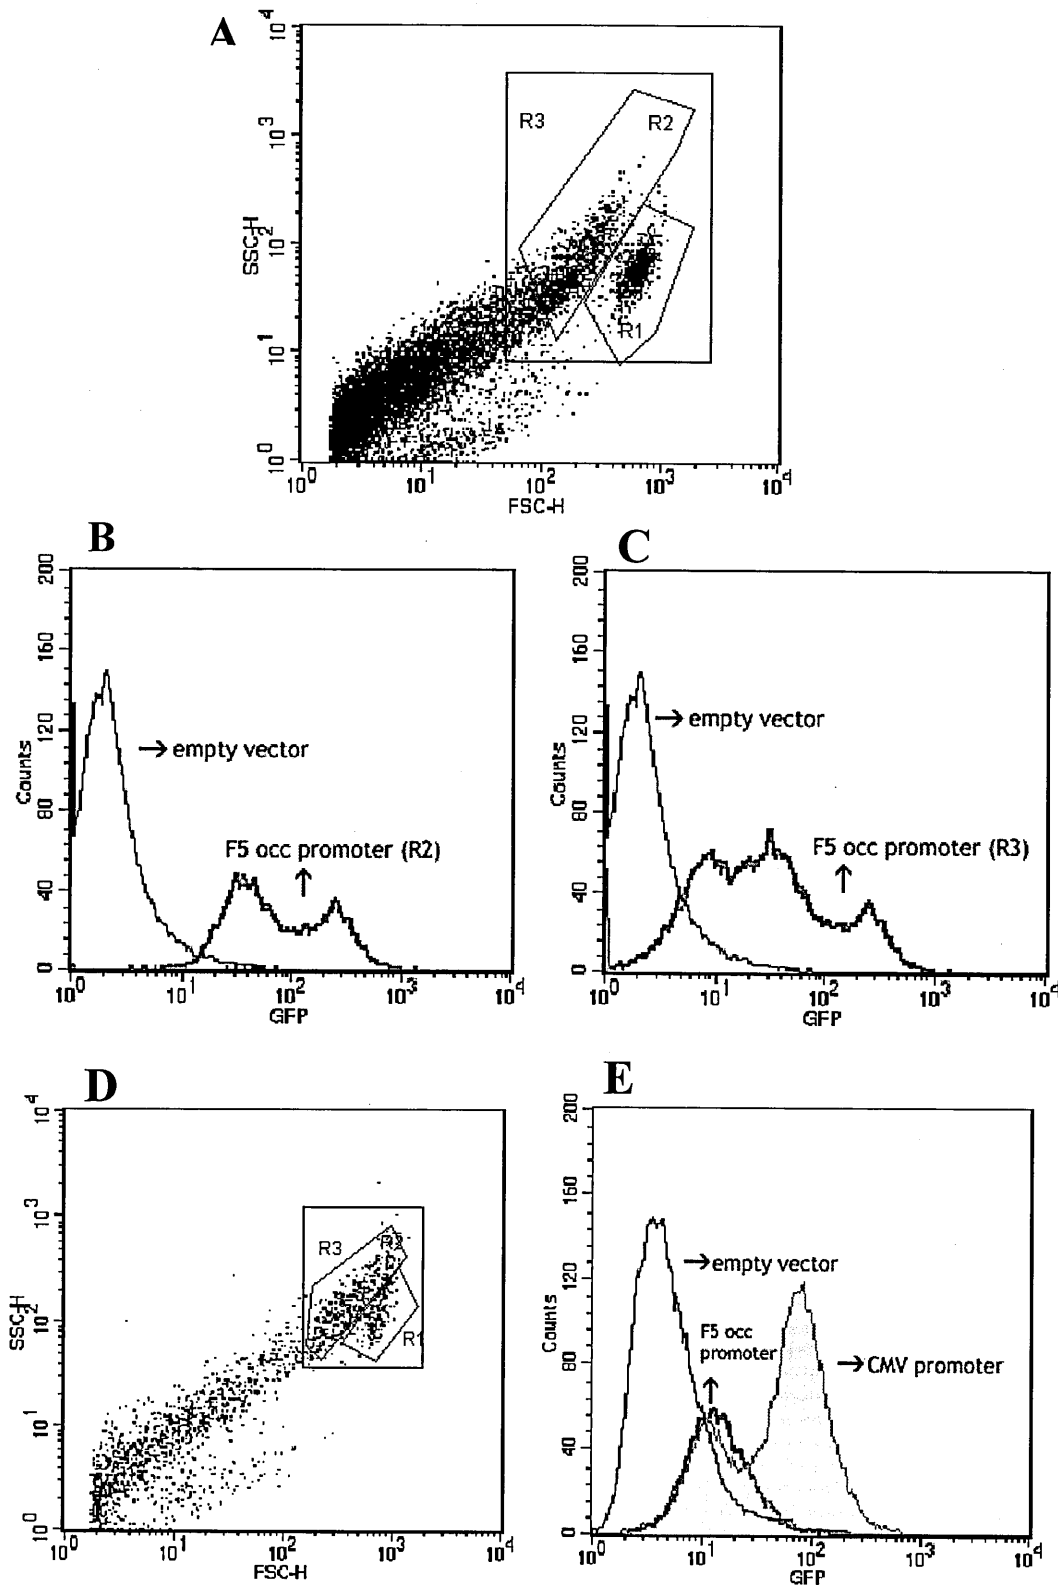 A
10^4
10^3
10^2
10^1
10^0
SSC-H
R3
R2
R1
10^0 10^1 10^2 10^3 10^4
FSC-H
B
200
160
120
80
40
0
Counts
→ empty vector
F5 occ promoter (R2)
↑
10^0 10^1 10^2 10^3 10^4
GFP
C
200
160
120
80
40
0
Counts
→ empty vector
F5 occ promoter (R3)
↑
10^0 10^1 10^2 10^3 10^4
GFP
D
10^4
10^3
10^2
10^1
10^0
SSC-H
R3
R2
R1
10^0 10^1 10^2 10^3 10^4
FSC-H
E
200
160
120
80
40
0
Counts
→ empty vector
F5 occ
promoter
↑
→ CMV promoter
10^0 10^1 10^2 10^3 10^4
GFP